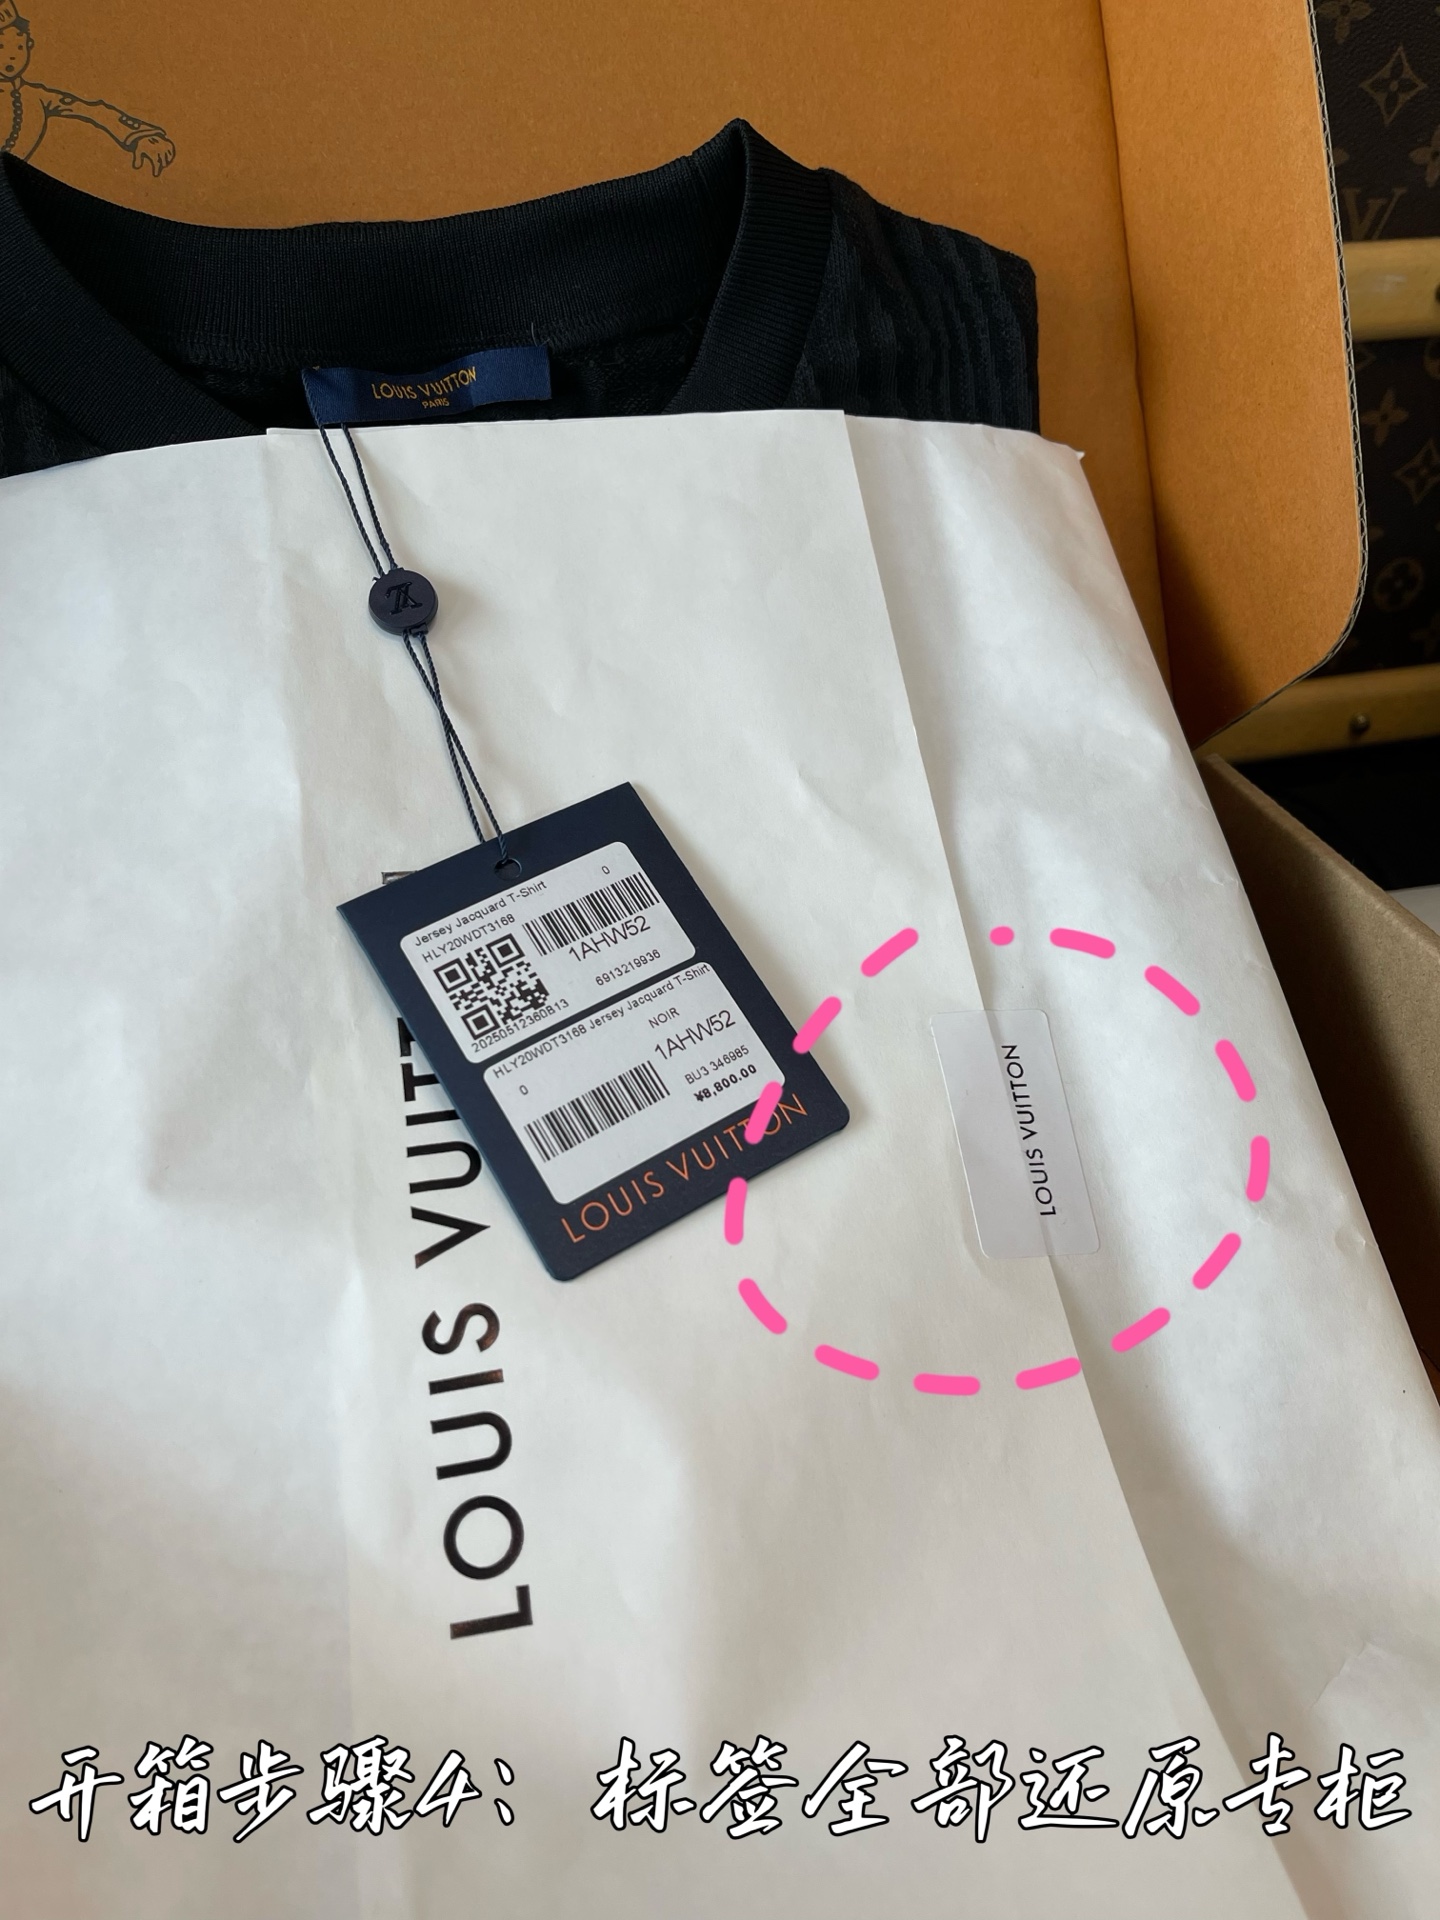 LOUIS VUITTON
PARIS
Jersey Jacquard T-Shirt
HLY20WDT3168
0
1AHW52
6913219936
20250512360813
HLY20WDT3168 Jersey Jacquard T-Shirt
NOIR
0
1AHW52
BU3 346985
¥8,800.00
LOUIS VUITTON
LOUIS VUITT
LOUIS VUITTON
开箱步骤4：标签全部还原专柜